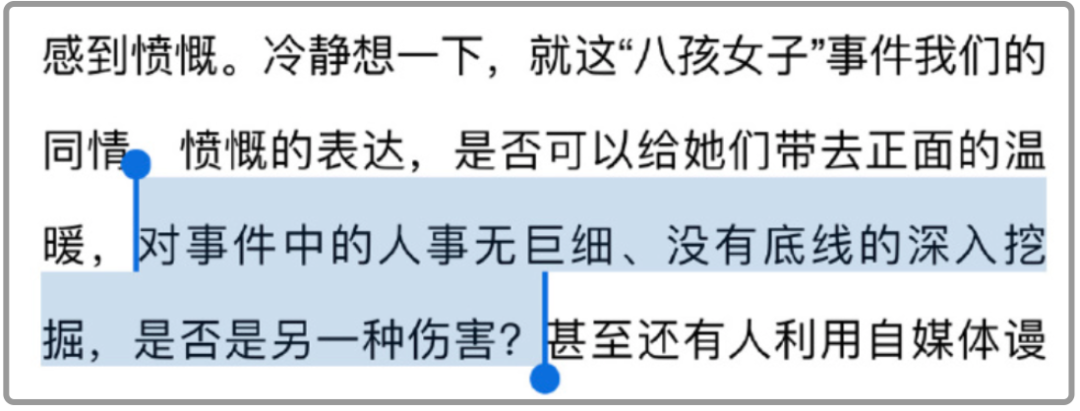 感到愤慨。冷静想一下，就这“八孩女子”事件我们的
同情、愤慨的表达，是否可以给她们带去正面的温
暖，对事件中的人事无巨细、没有底线的深入挖
掘，是否是另一种伤害？甚至还有人利用自媒体谩